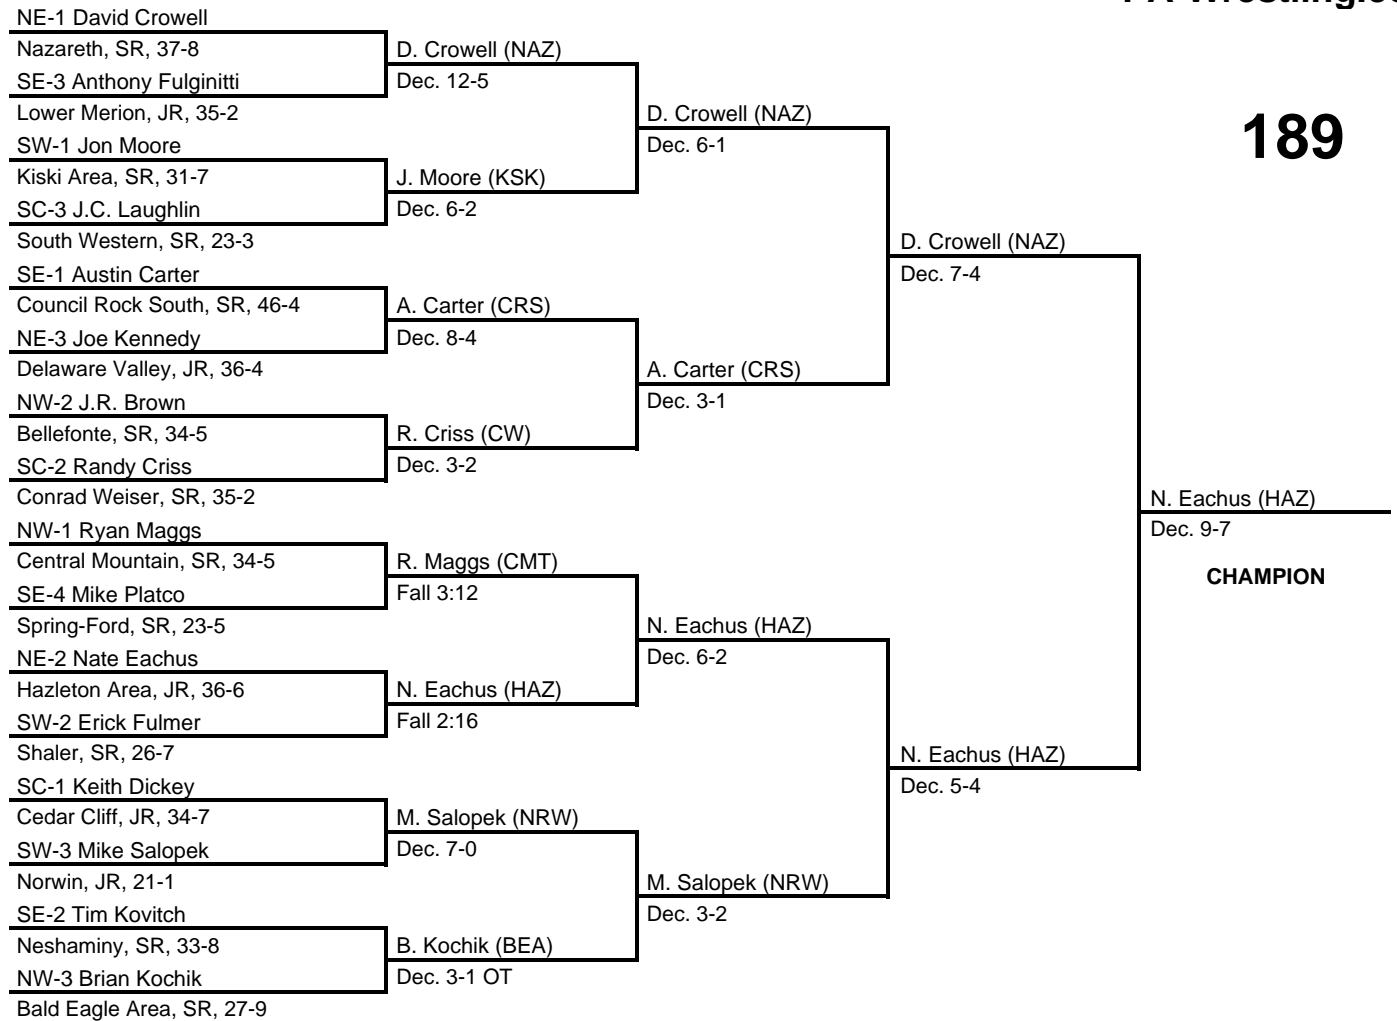 NE-1 David Crowell
Nazareth, SR, 37-8
D. Crowell (NAZ)
SE-3 Anthony Fulginitti
Dec. 12-5
Lower Merion, JR, 35-2
D. Crowell (NAZ)
189
SW-1 Jon Moore
Dec. 6-1
Kiski Area, SR, 31-7
J. Moore (KSK)
SC-3 J.C. Laughlin
Dec. 6-2
South Western, SR, 23-3
D. Crowell (NAZ)
SE-1 Austin Carter
Dec. 7-4
Council Rock South, SR, 46-4
A. Carter (CRS)
NE-3 Joe Kennedy
Dec. 8-4
Delaware Valley, JR, 36-4
A. Carter (CRS)
NW-2 J.R. Brown
Dec. 3-1
Bellefonte, SR, 34-5
R. Criss (CW)
SC-2 Randy Criss
Dec. 3-2
Conrad Weiser, SR, 35-2
N. Eachus (HAZ)
NW-1 Ryan Maggs
Dec. 9-7
Central Mountain, SR, 34-5
R. Maggs (CMT)
CHAMPION
SE-4 Mike Platco
Fall 3:12
Spring-Ford, SR, 23-5
N. Eachus (HAZ)
NE-2 Nate Eachus
Dec. 6-2
Hazleton Area, JR, 36-6
N. Eachus (HAZ)
SW-2 Erick Fulmer
Fall 2:16
Shaler, SR, 26-7
N. Eachus (HAZ)
SC-1 Keith Dickey
Dec. 5-4
Cedar Cliff, JR, 34-7
M. Salopek (NRW)
SW-3 Mike Salopek
Dec. 7-0
Norwin, JR, 21-1
M. Salopek (NRW)
SE-2 Tim Kovitch
Dec. 3-2
Neshaminy, SR, 33-8
B. Kochik (BEA)
NW-3 Brian Kochik
Dec. 3-1 OT
Bald Eagle Area, SR, 27-9